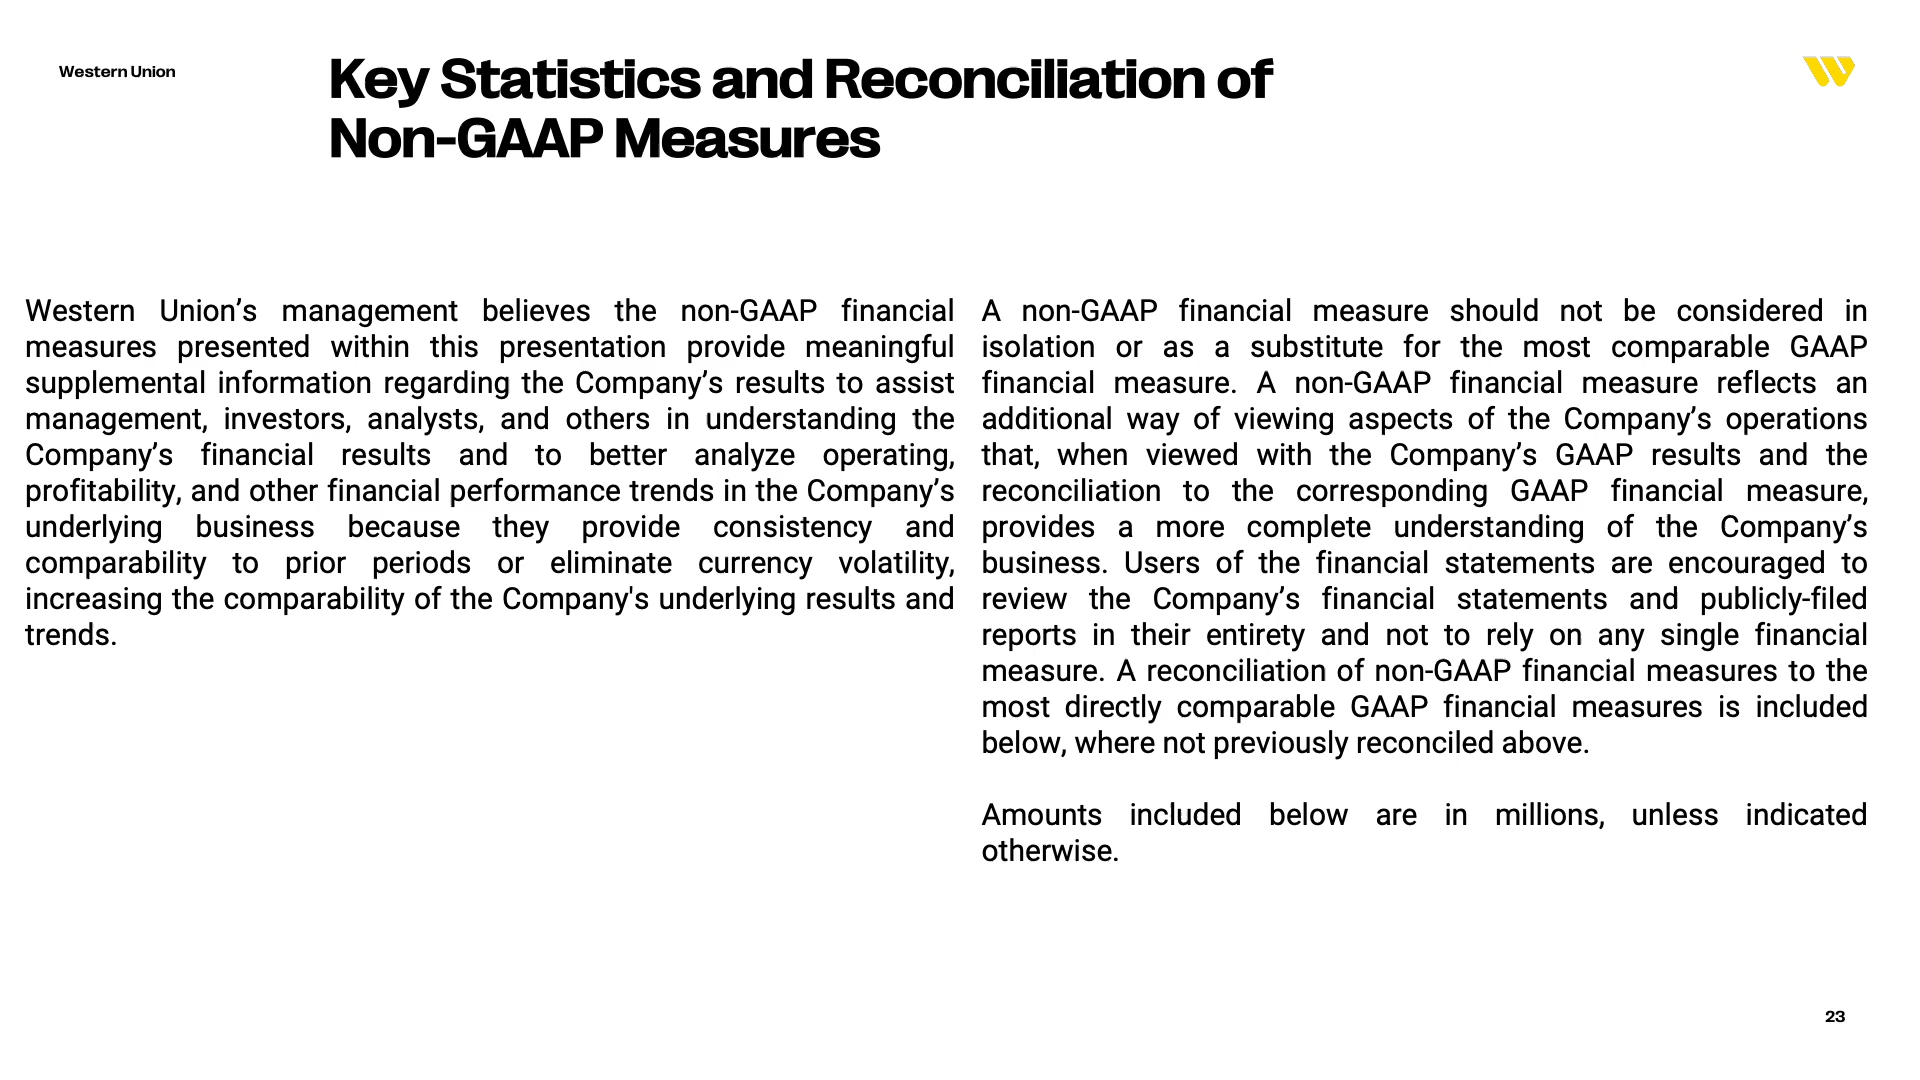 Western Union
Key Statistics and Reconciliation of
Non-GAAP Measures
Western Union’s management believes the non-GAAP financial
measures presented within this presentation provide meaningful
supplemental information regarding the Company’s results to assist
management, investors, analysts, and others in understanding the
Company’s financial results and to better analyze operating,
profitability, and other financial performance trends in the Company’s
underlying business because they provide consistency and
comparability to prior periods or eliminate currency volatility,
increasing the comparability of the Company's underlying results and
trends.
A non-GAAP financial measure should not be considered in
isolation or as a substitute for the most comparable GAAP
financial measure. A non-GAAP financial measure reflects an
additional way of viewing aspects of the Company’s operations
that, when viewed with the Company’s GAAP results and the
reconciliation to the corresponding GAAP financial measure,
provides a more complete understanding of the Company’s
business. Users of the financial statements are encouraged to
review the Company’s financial statements and publicly-filed
reports in their entirety and not to rely on any single financial
measure. A reconciliation of non-GAAP financial measures to the
most directly comparable GAAP financial measures is included
below, where not previously reconciled above.
Amounts included below are in millions, unless indicated
otherwise.
23